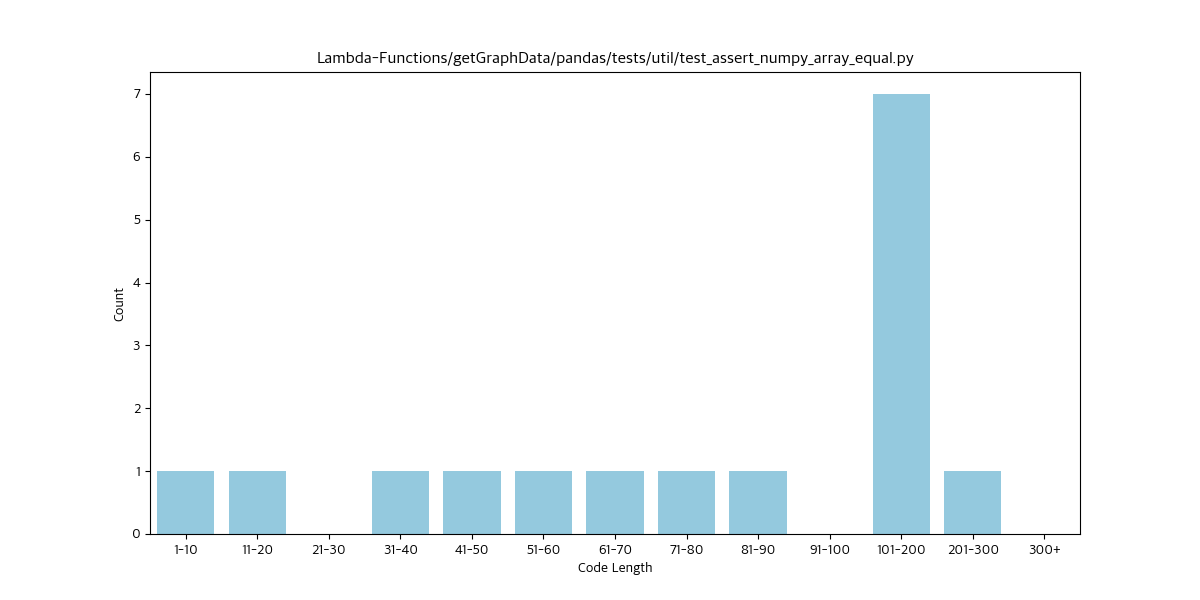 Lambda-Functions/getGraphData/pandas/tests/util/test_assert_numpy_array_equal.py
7
6
5
4
3
2
1
0
Count
1-10 11-20 21-30 31-40 41-50 51-60 61-70 71-80 81-90 91-100 101-200 201-300 300+
Code Length